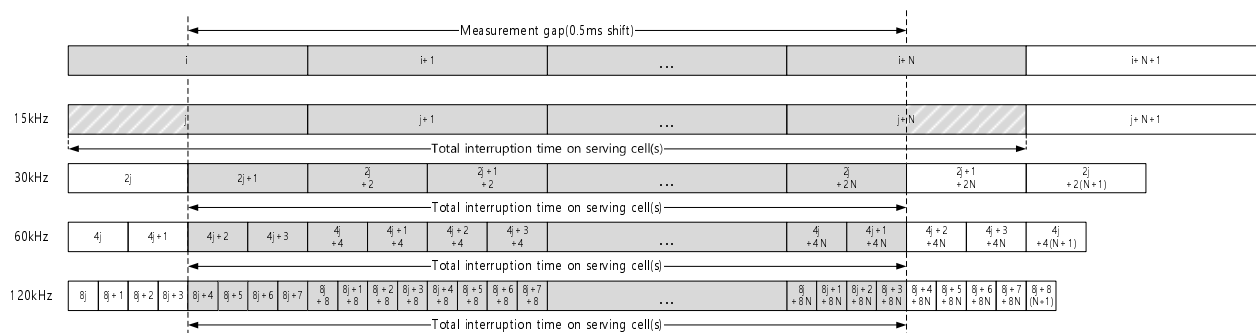 Measurement gap(0.5ms shift)
i i+1 ... i+N i+N+1
15kHz j j+1 ... j+N j+N+1
Total interruption time on serving cell(s)
30kHz 2j 2j+1 2j +2 2j+1 +2 ... 2j +2N 2j+1 +2N 2j +2(N+1)
Total interruption time on serving cell(s)
60kHz 4j 4j+1 4j+2 4j+3 4j +4 4j+1 +4 4j+2 +4 4j+3 +4 ... 4j +4N 4j+1 +4N 4j+2 +4N 4j+3 +4N 4j +4(N+1)
Total interruption time on serving cell(s)
120kHz 8j 8j+1 8j+2 8j+3 8j+4 8j+5 8j+6 8j+7 8j +8 8j+1 +8 8j+2 +8 8j+3 +8 8j+4 +8 8j+5 +8 8j+6 +8 8j+7 +8 ... 8j +8N 8j+1 +8N 8j+2 +8N 8j+3 +8N 8j+4 +8N 8j+5 +8N 8j+6 +8N 8j+7 +8N 8j+8 (N+1)
Total interruption time on serving cell(s)